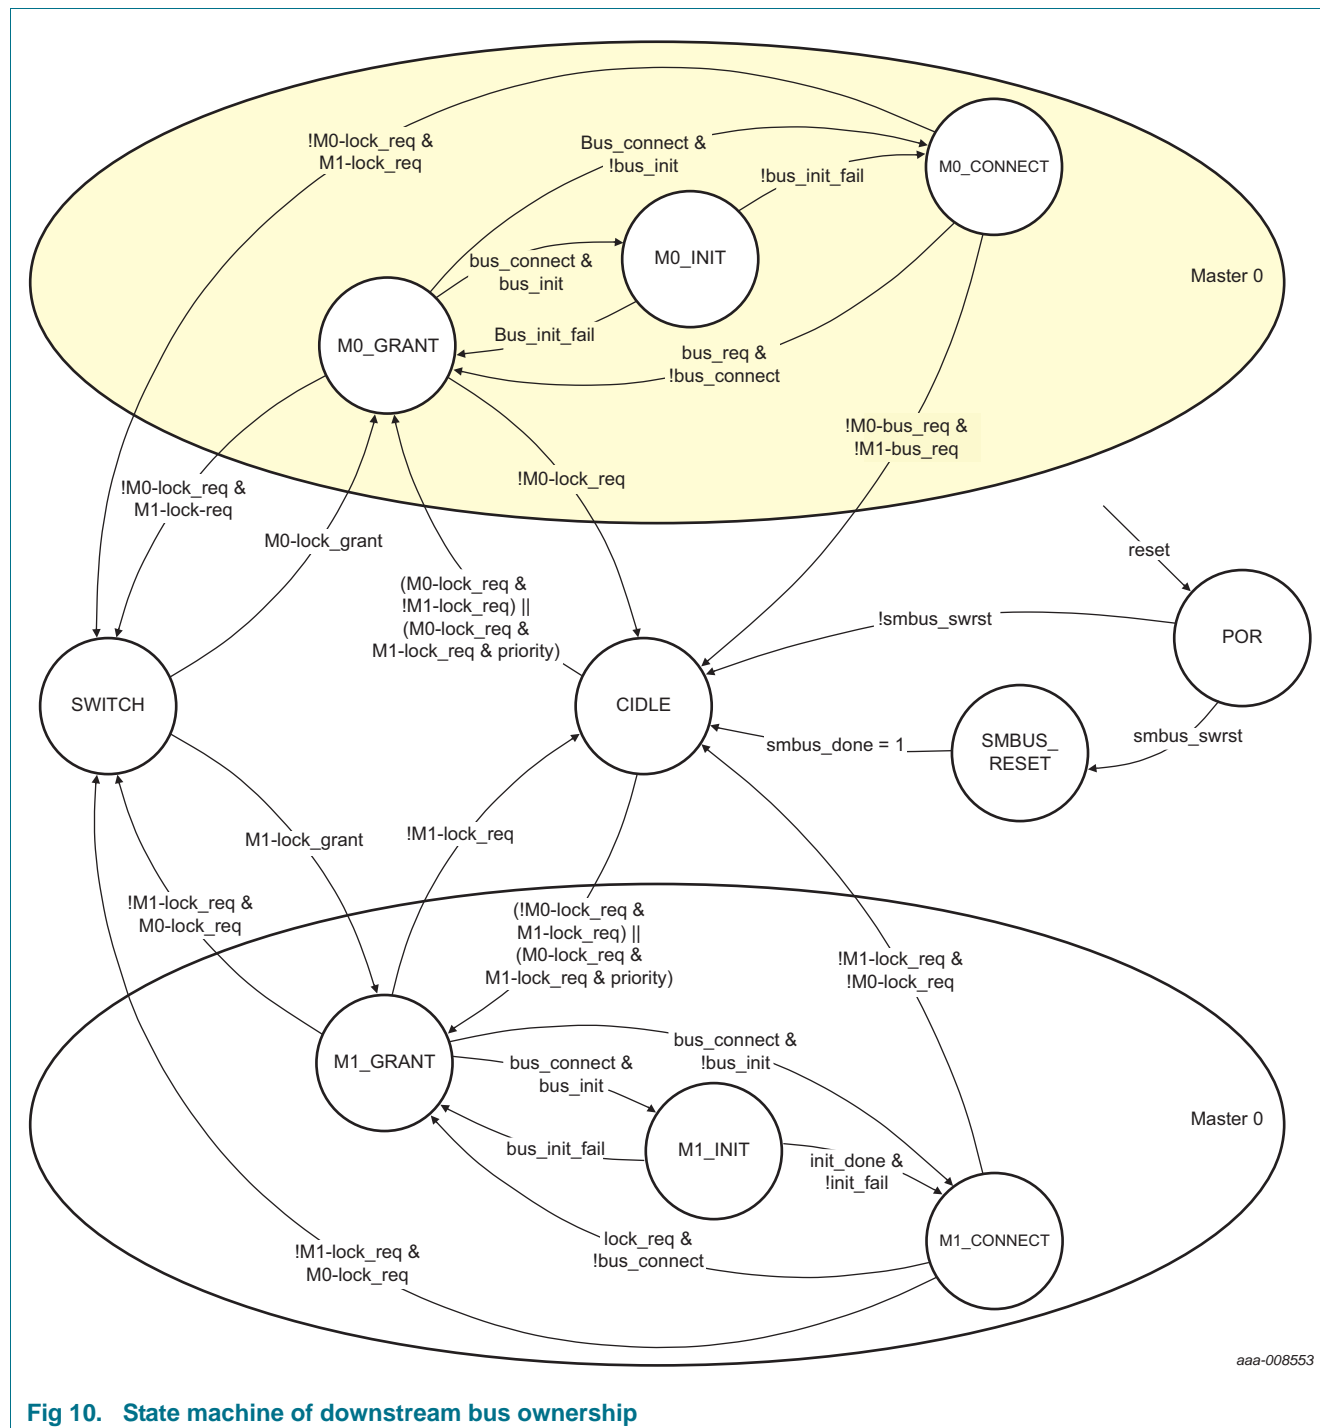 !M0-lock_req &
M1-lock_req
Bus_connect &
!bus_init
!bus_init_fail
M0_CONNECT
bus_connect &
bus_init
M0_INIT
Master 0
Bus_init_fail
M0_GRANT
bus_req &
!bus_connect
!M0-bus_req &
!M1-bus_req
!M0-lock_req &
M1-lock-req
!M0-lock_req
M0-lock_grant
(M0-lock_req &
!M1-lock_req) ||
(M0-lock_req &
M1-lock_req & priority)
reset
!smbus_swrst
POR
SWITCH
CIDLE
smbus_done = 1
SMBUS_
RESET
smbus_swrst
M1-lock_grant
!M1-lock_req
!M1-lock_req &
M0-lock_req
(!M0-lock_req &
M1-lock_req) ||
(M0-lock_req &
M1-lock_req & priority)
!M1-lock_req &
!M0-lock_req
M1_GRANT
bus_connect &
!bus_init
bus_connect &
bus_init
Master 0
bus_init_fail
M1_INIT
init_done &
!init_fail
lock_req &
!bus_connect
M1_CONNECT
!M1-lock_req &
M0-lock_req
aaa-008553
Fig 10. State machine of downstream bus ownership